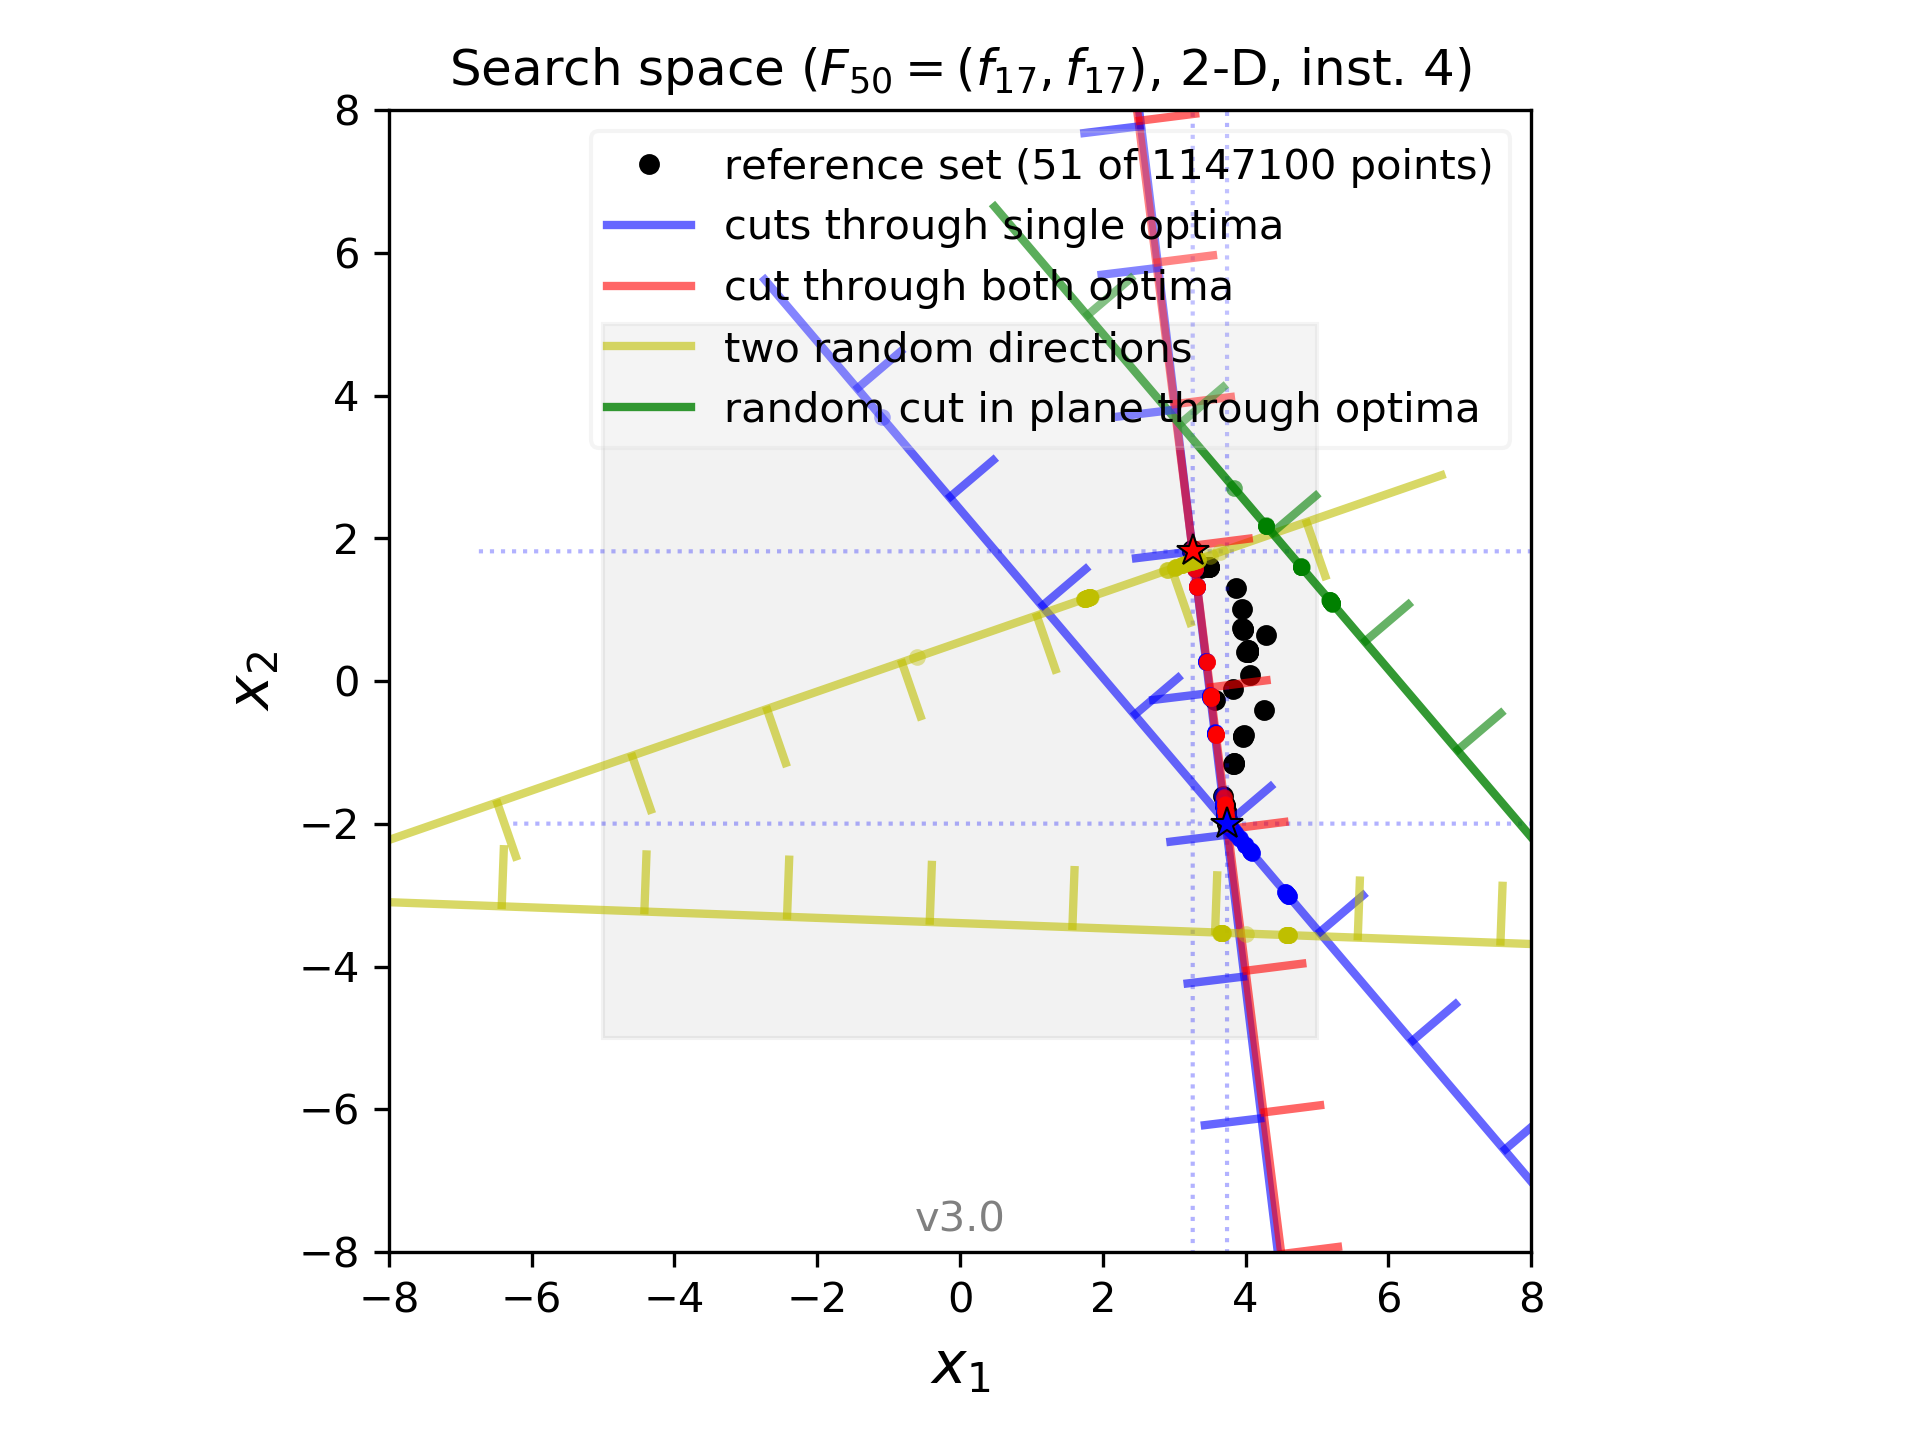 Search space (F50 = (f17, f17), 2-D, inst. 4)
reference set (51 of 1147100 points)
cuts through single optima
cut through both optima
two random directions
random cut in plane through optima
8
6
4
2
0
−2
−4
−6
−8
x2
v3.0
−8 −6 −4 −2 0 2 4 6 8
x1